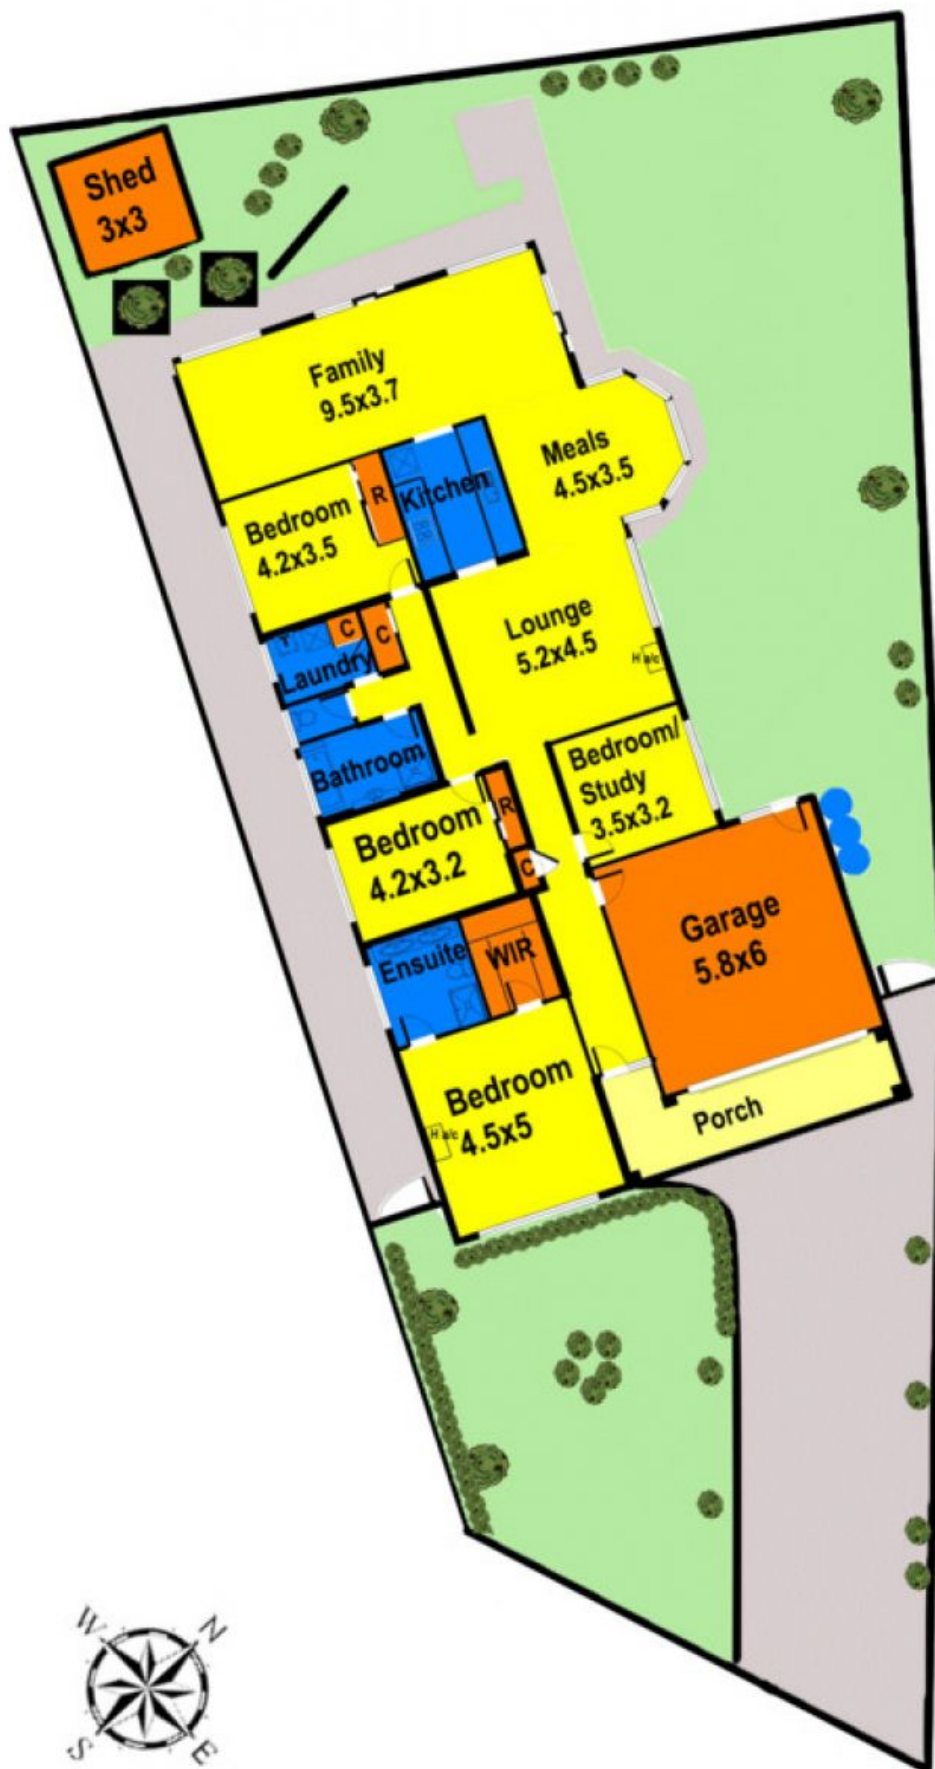 Shed
3x3
Family
9.5x3.7
Meals
4.5x3.5
Kitchen
R
Bedroom
4.2x3.5
Lounge
5.2x4.5
H a/c
C
C
Laundry
Bathroom
Bedroom/
Study
3.5x3.2
R
Bedroom
4.2x3.2
C
Garage
5.8x6
Ensuite
WIR
Bedroom
4.5x5
H a/c
Porch
W
N
S
E